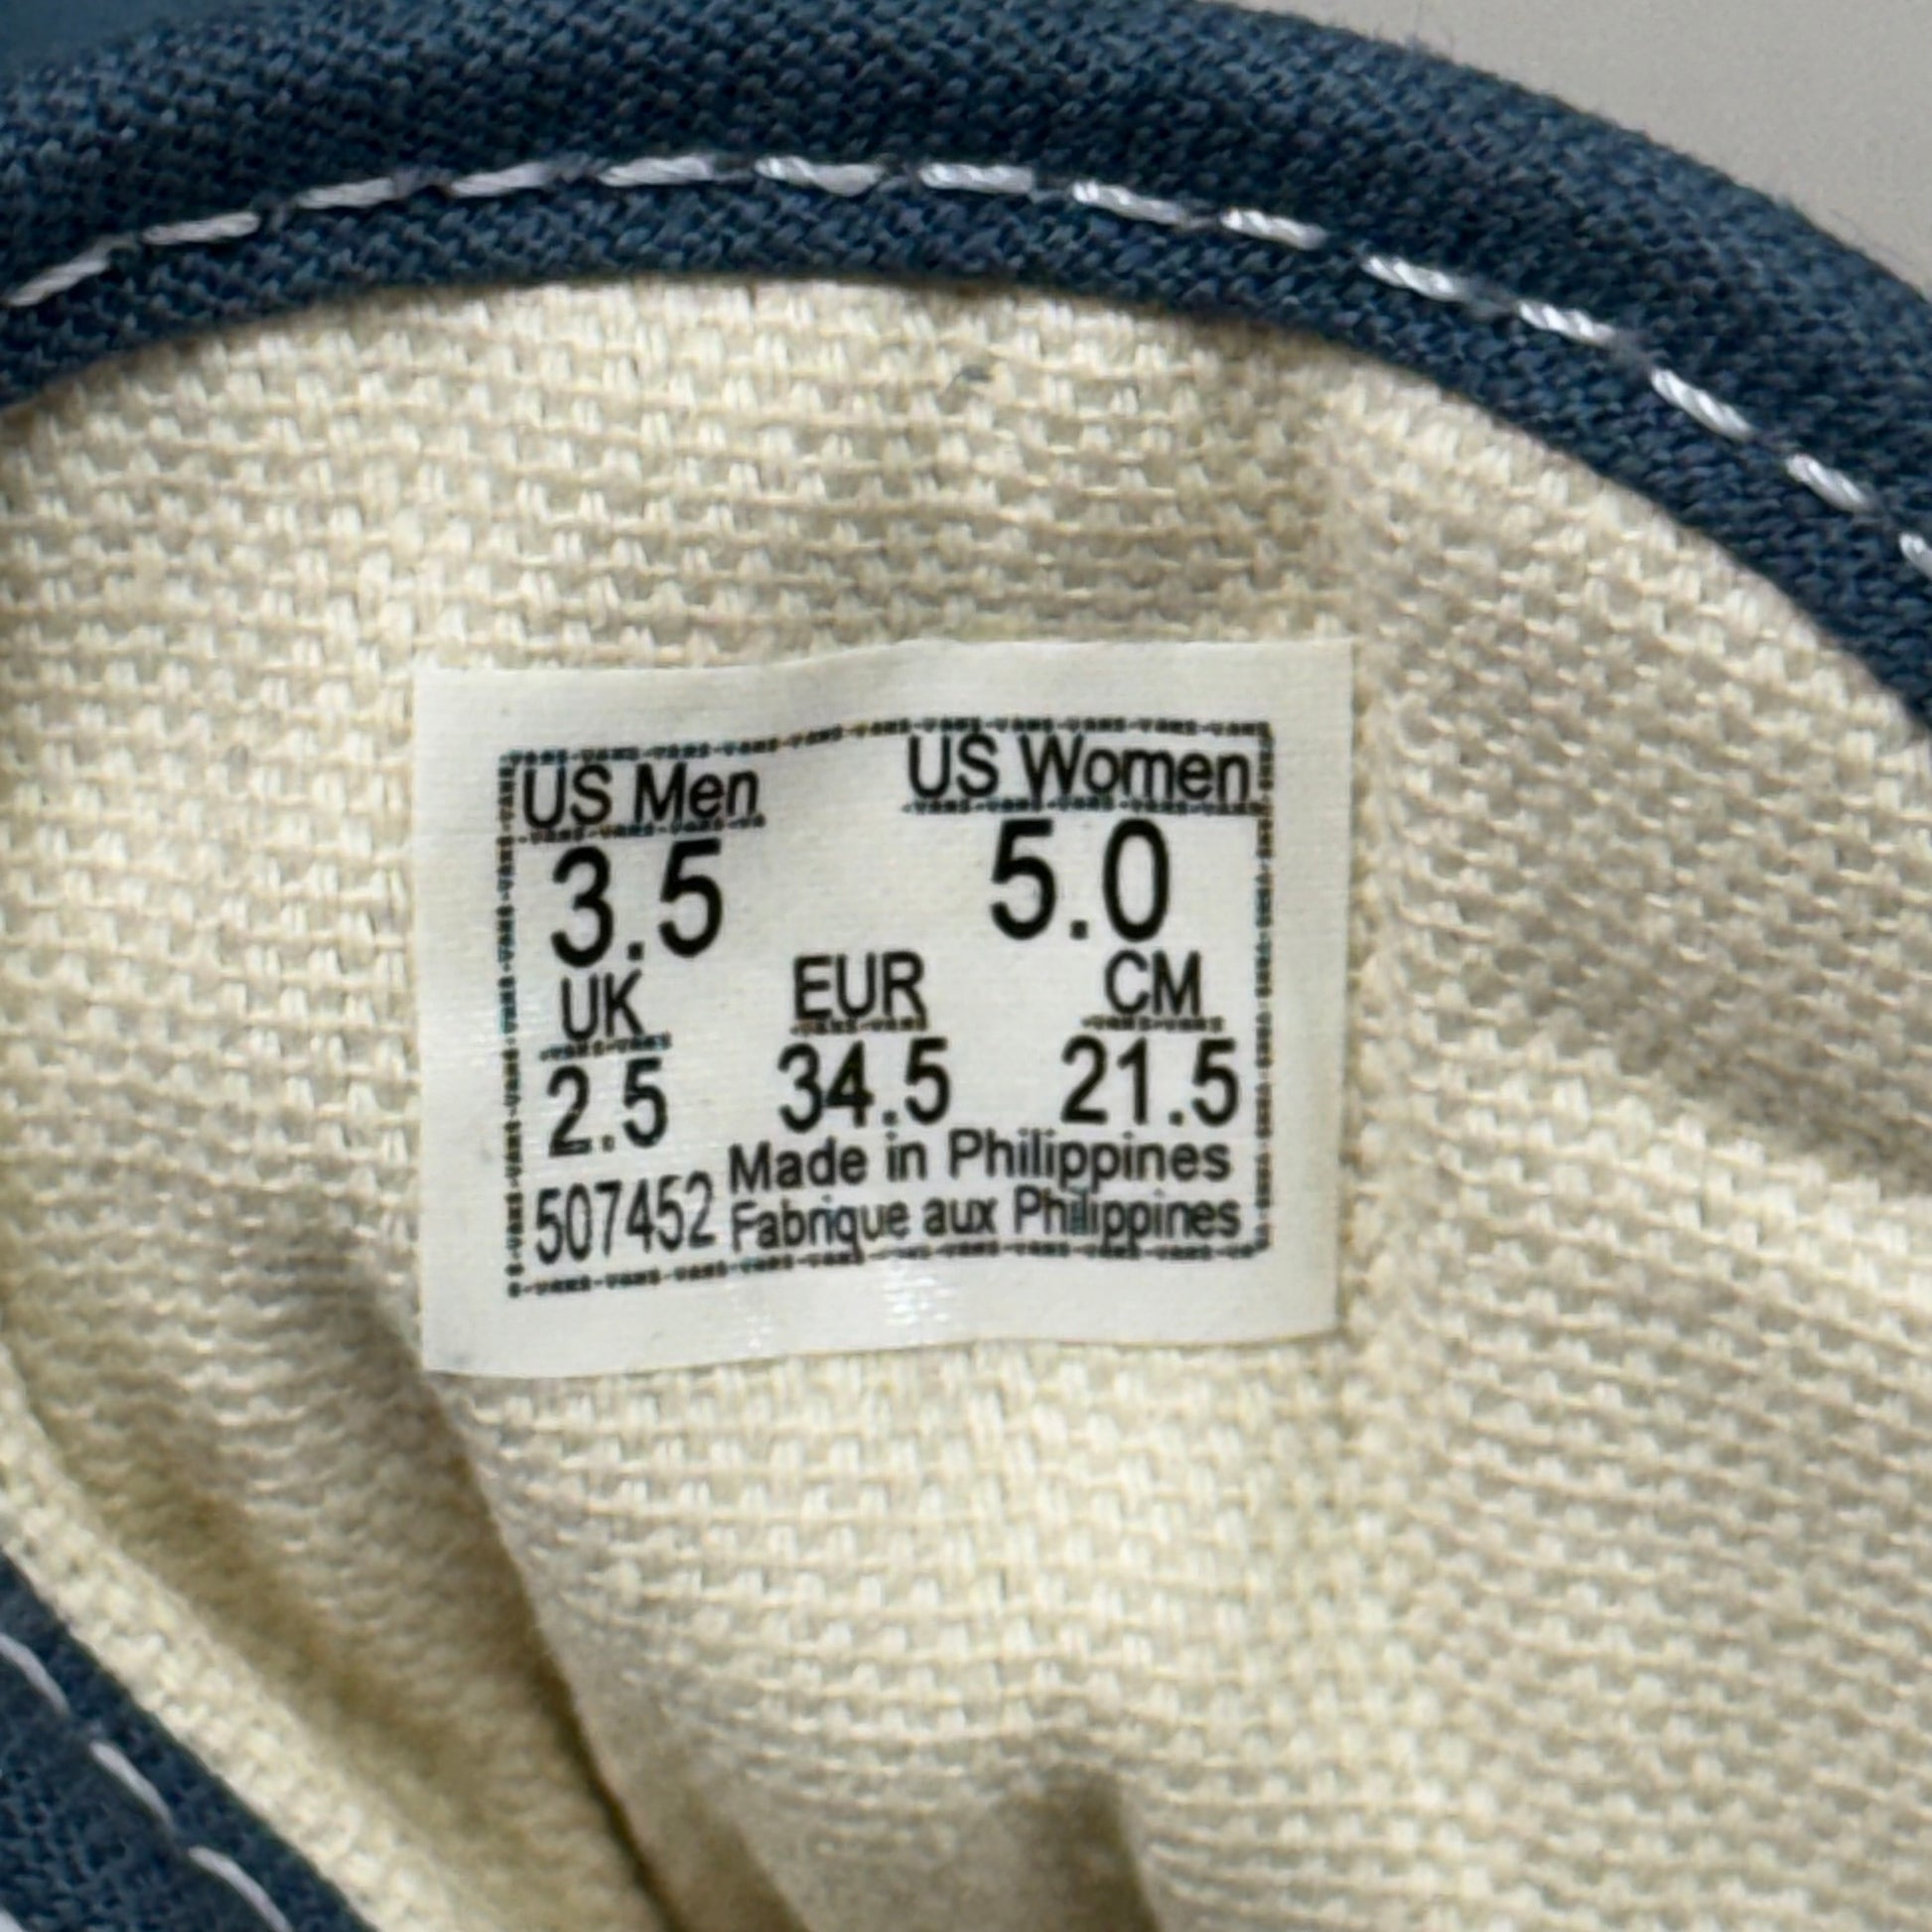 US Men US Women
3.5 5.0
UK EUR CM
2.5 34.5 21.5
Made in Philippines
507452 Fabrique aux Philippines